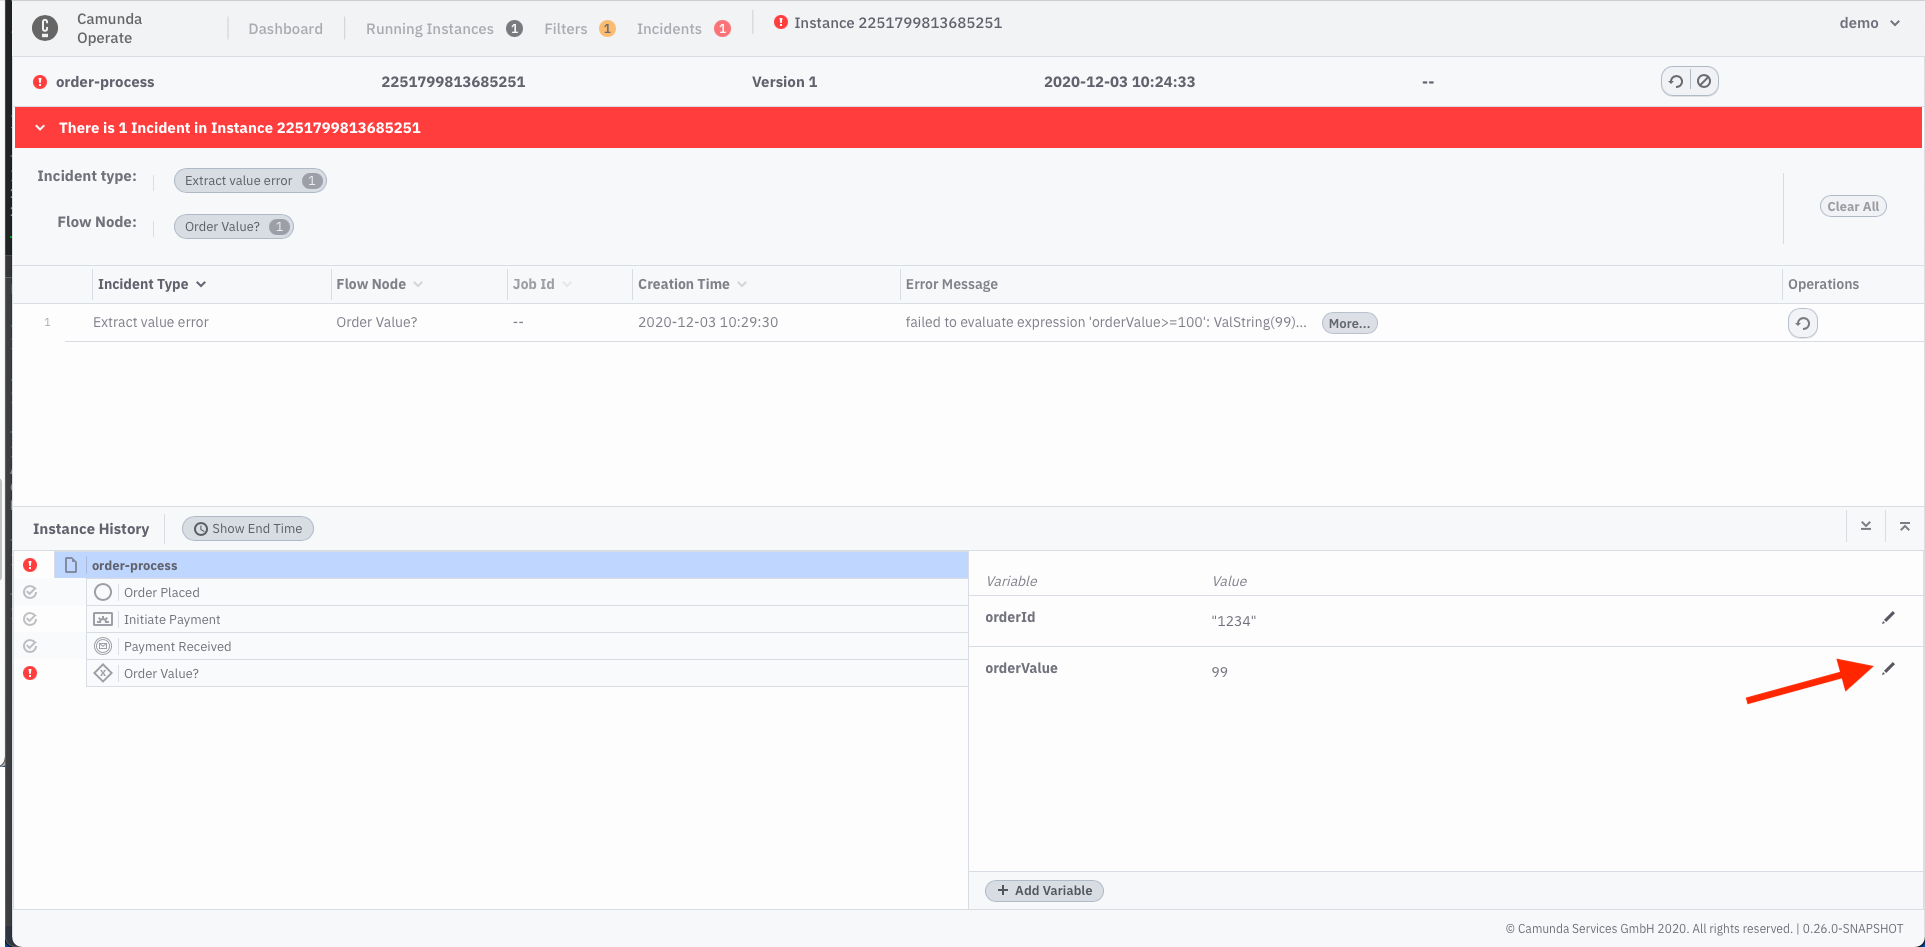 Camunda Operate
Dashboard
Running Instances 1
Filters 1
Incidents 1
Instance 2251799813685251
demo
order-process 2251799813685251 Version 1 2020-12-03 10:24:33 --
There is 1 Incident in Instance 2251799813685251
Incident type: Extract value error 1
Flow Node: Order Value? 1
Clear All
Incident Type Flow Node Job Id Creation Time Error Message Operations
1 Extract value error Order Value? -- 2020-12-03 10:29:30 failed to evaluate expression 'orderValue>=100': ValString(99)... More...
Instance History Show End Time
order-process
Order Placed
Initiate Payment
Payment Received
Order Value?
Variable Value
orderId "1234"
orderValue 99
+ Add Variable
© Camunda Services GmbH 2020. All rights reserved. | 0.26.0-SNAPSHOT